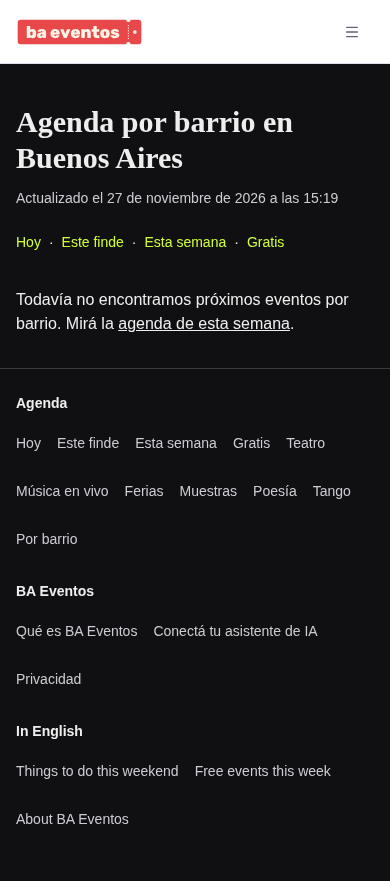 ba eventos
Agenda por barrio en
Buenos Aires
Actualizado el 27 de noviembre de 2026 a las 15:19
Hoy · Este finde · Esta semana · Gratis
Todavía no encontramos próximos eventos por
barrio. Mirá la agenda de esta semana.
Agenda
Hoy Este finde Esta semana Gratis Teatro
Música en vivo Ferias Muestras Poesía Tango
Por barrio
BA Eventos
Qué es BA Eventos Conectá tu asistente de IA
Privacidad
In English
Things to do this weekend Free events this week
About BA Eventos